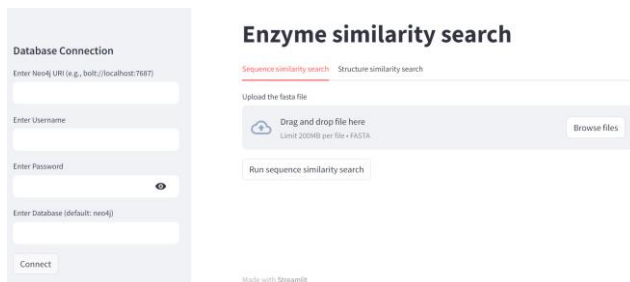 Database Connection
Enter Neo4j URI (e.g., bolt://localhost:7687)
Enter Username
Enter Password
Enter Database (default: neo4j)
Connect
Enzyme similarity search
Sequence similarity search Structure similarity search
Upload the fasta file
Drag and drop file here
Limit 200MB per file • FASTA
Browse files
Run sequence similarity search
Made with Streamlit